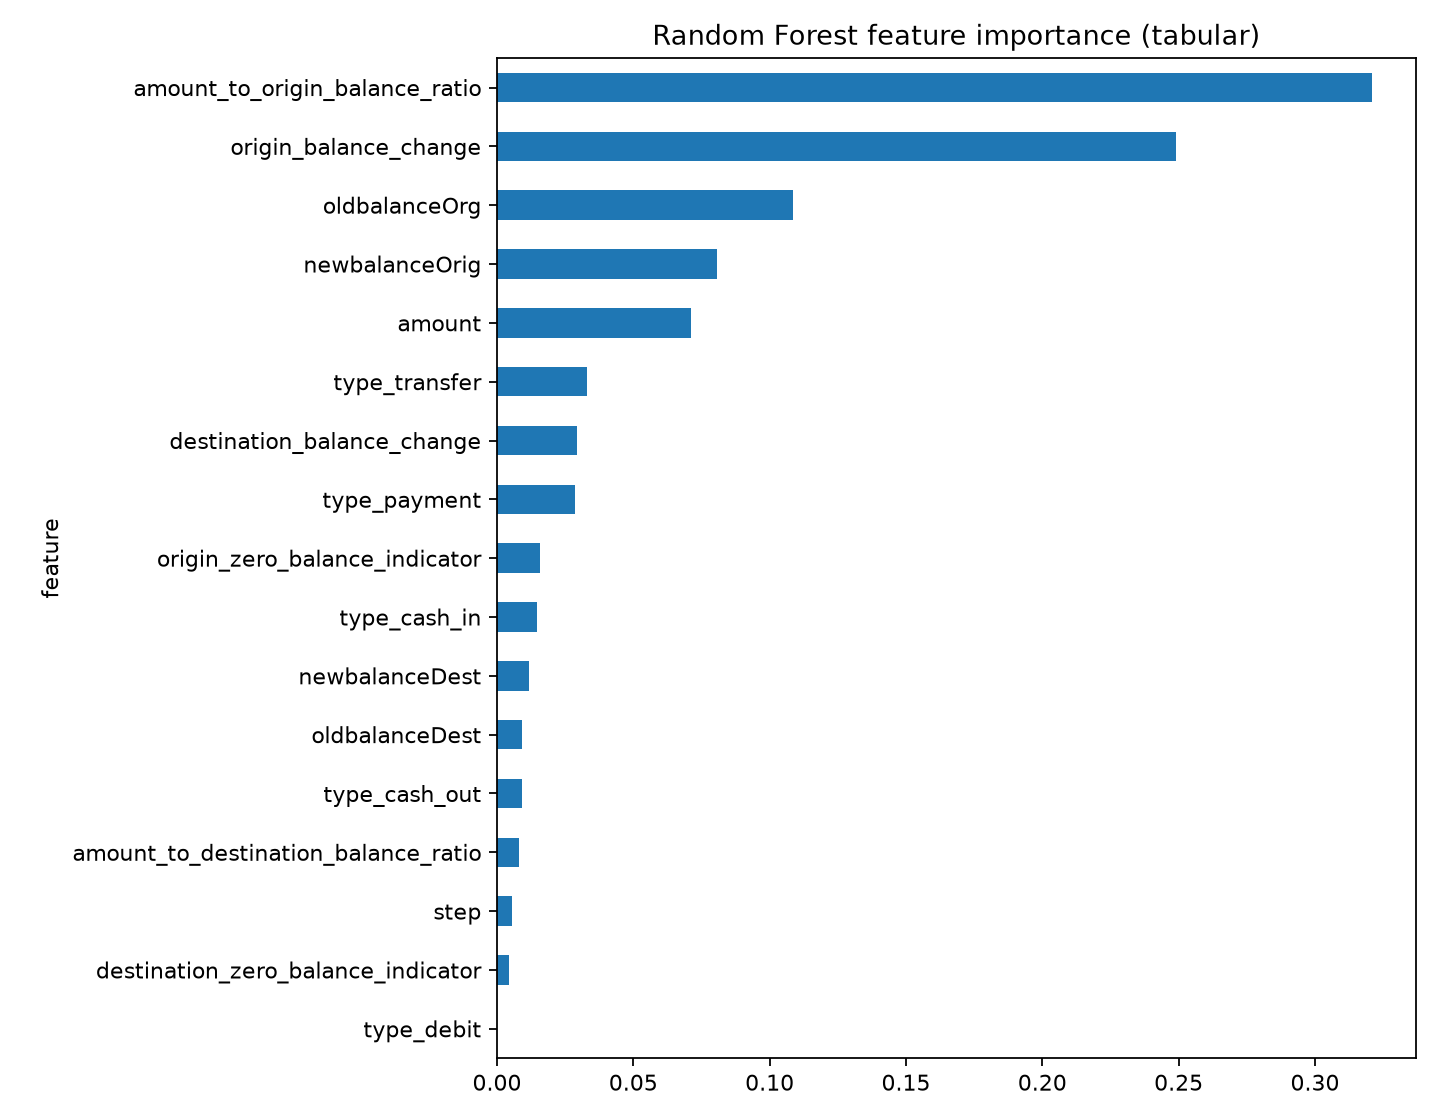 Random Forest feature importance (tabular)
amount_to_origin_balance_ratio
origin_balance_change
oldbalanceOrg
newbalanceOrig
amount
type_transfer
destination_balance_change
type_payment
origin_zero_balance_indicator
type_cash_in
newbalanceDest
oldbalanceDest
type_cash_out
amount_to_destination_balance_ratio
step
destination_zero_balance_indicator
type_debit
feature
0.00 0.05 0.10 0.15 0.20 0.25 0.30